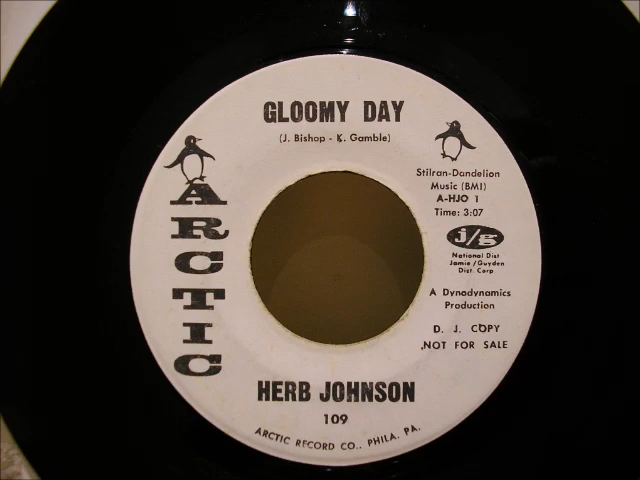 GLOOMY DAY
(J. Bishop - K. Gamble)
ARCTIC
Stilran-Dandelion
Music (BMI)
A-HJO 1
Time: 3:07
j/g
National Dist.
Jamie/Guyden
Dist. Corp
A Dynodynamics
Production
D. J. COPY
NOT FOR SALE
HERB JOHNSON
109
ARCTIC RECORD CO., PHILA. PA.